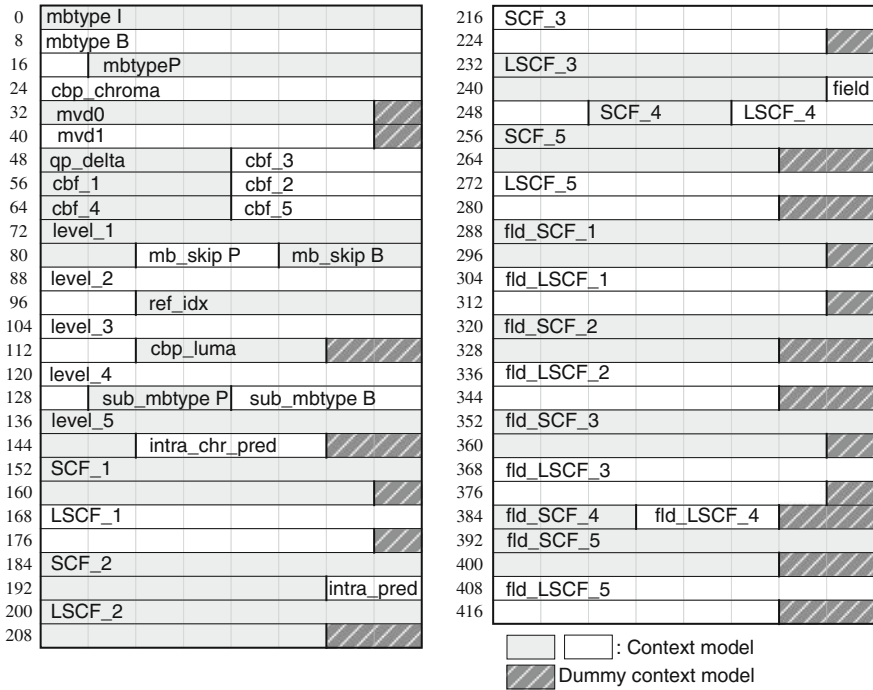 0 mbtype I
8 mbtype B
16 mbtypeP
24 cbp_chroma
32 mvd0
40 mvd1
48 qp_delta cbf_3
56 cbf_1 cbf_2
64 cbf_4 cbf_5
72 level_1
80 mb_skip P mb_skip B
88 level_2
96 ref_idx
104 level_3
112 cbp_luma
120 level_4
128 sub_mbtype P sub_mbtype B
136 level_5
144 intra_chr_pred
152 SCF_1
160
168 LSCF_1
176
184 SCF_2
192 intra_pred
200 LSCF_2
208
216 SCF_3
224
232 LSCF_3
240 field
248 SCF_4 LSCF_4
256 SCF_5
264
272 LSCF_5
280
288 fld_SCF_1
296
304 fld_LSCF_1
312
320 fld_SCF_2
328
336 fld_LSCF_2
344
352 fld_SCF_3
360
368 fld_LSCF_3
376
384 fld_SCF_4 fld_LSCF_4
392 fld_SCF_5
400
408 fld_LSCF_5
416
: Context model
Dummy context model